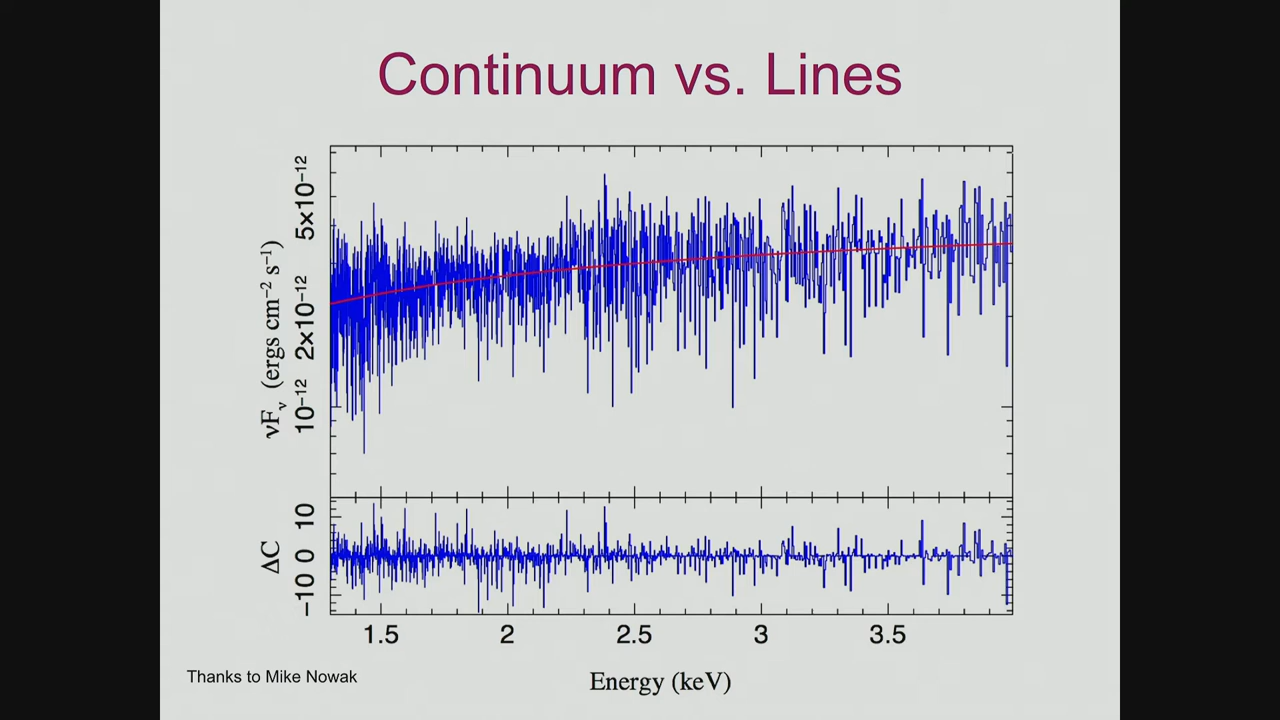 Continuum vs. Lines
νFν (ergs cm−2 s−1)
5×10−12
2×10−12
10−12
ΔC
10
0
−10
1.5 2 2.5 3 3.5
Energy (keV)
Thanks to Mike Nowak